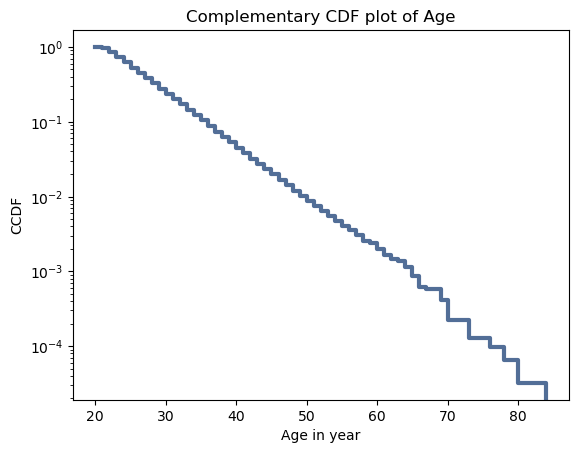 Complementary CDF plot of Age
CCDF
10⁰
10⁻¹
10⁻²
10⁻³
10⁻⁴
20 30 40 50 60 70 80
Age in year